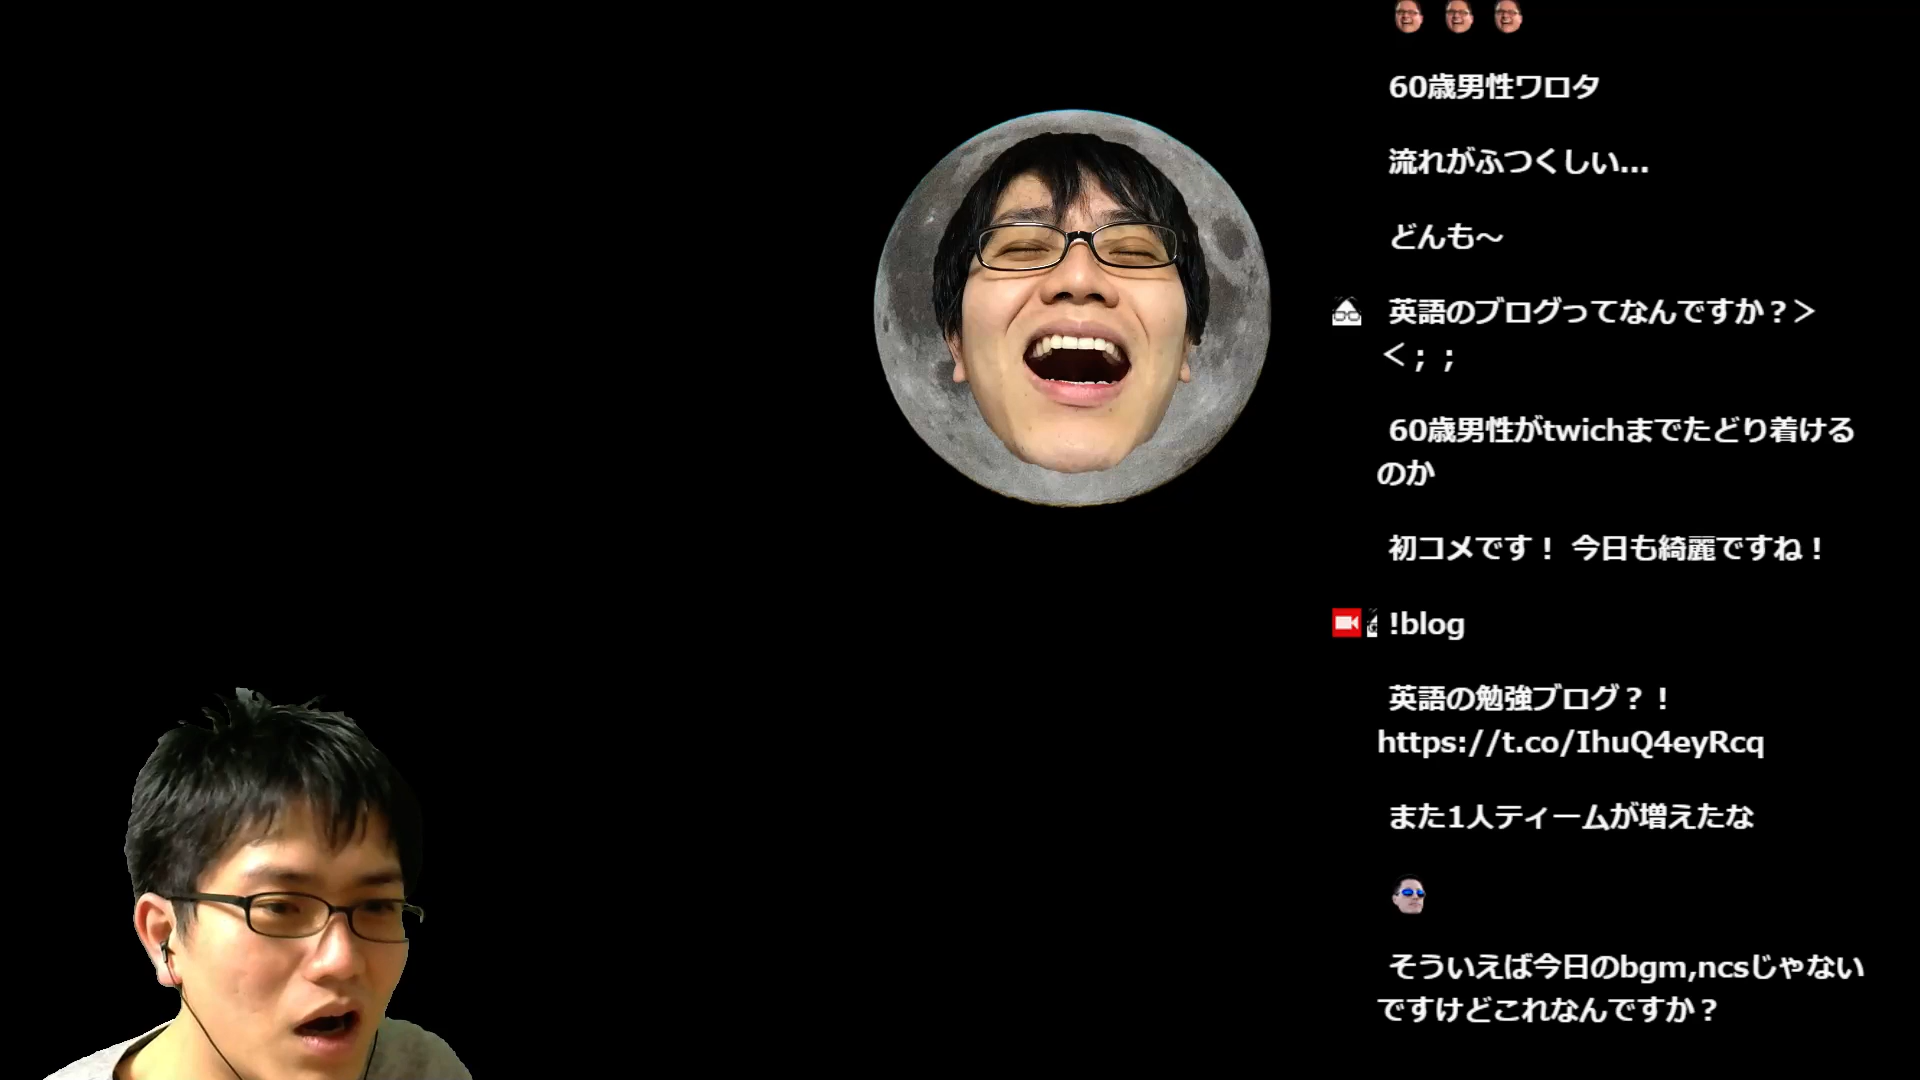 60歳男性ワロタ
流れがふつくしい...
どんも～
英語のブログってなんですか？＞
＜；；
60歳男性がtwichまでたどり着ける
のか
初コメです！ 今日も綺麗ですね！
!blog
英語の勉強ブログ？！
https://t.co/IhuQ4eyRcq
また1人ティームが増えたな
そういえば今日のbgm,ncsじゃない
ですけどこれなんですか？